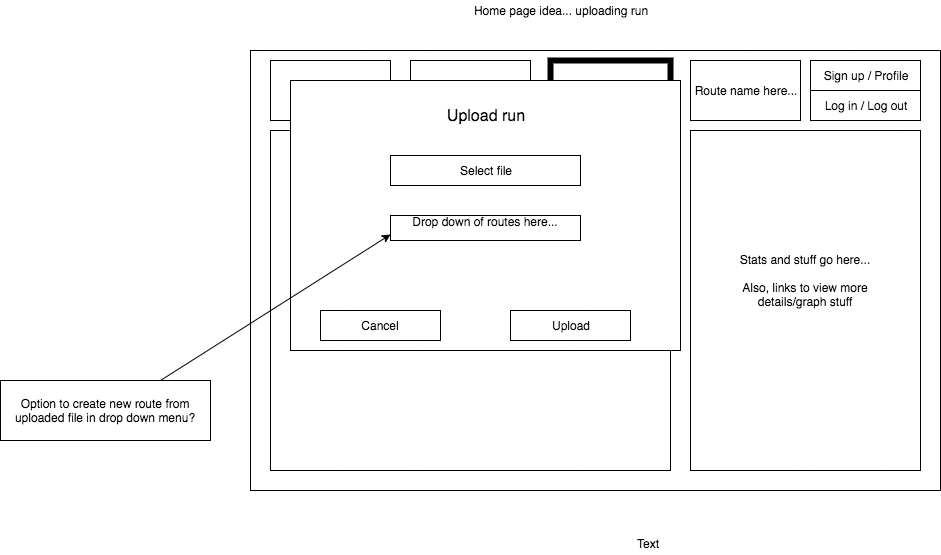 Home page idea... uploading run
Sign up / Profile
Route name here...
Log in / Log out
Upload run
Select file
Drop down of routes here...
Stats and stuff go here...
Also, links to view more
details/graph stuff
Cancel
Upload
Option to create new route from
uploaded file in drop down menu?
Text